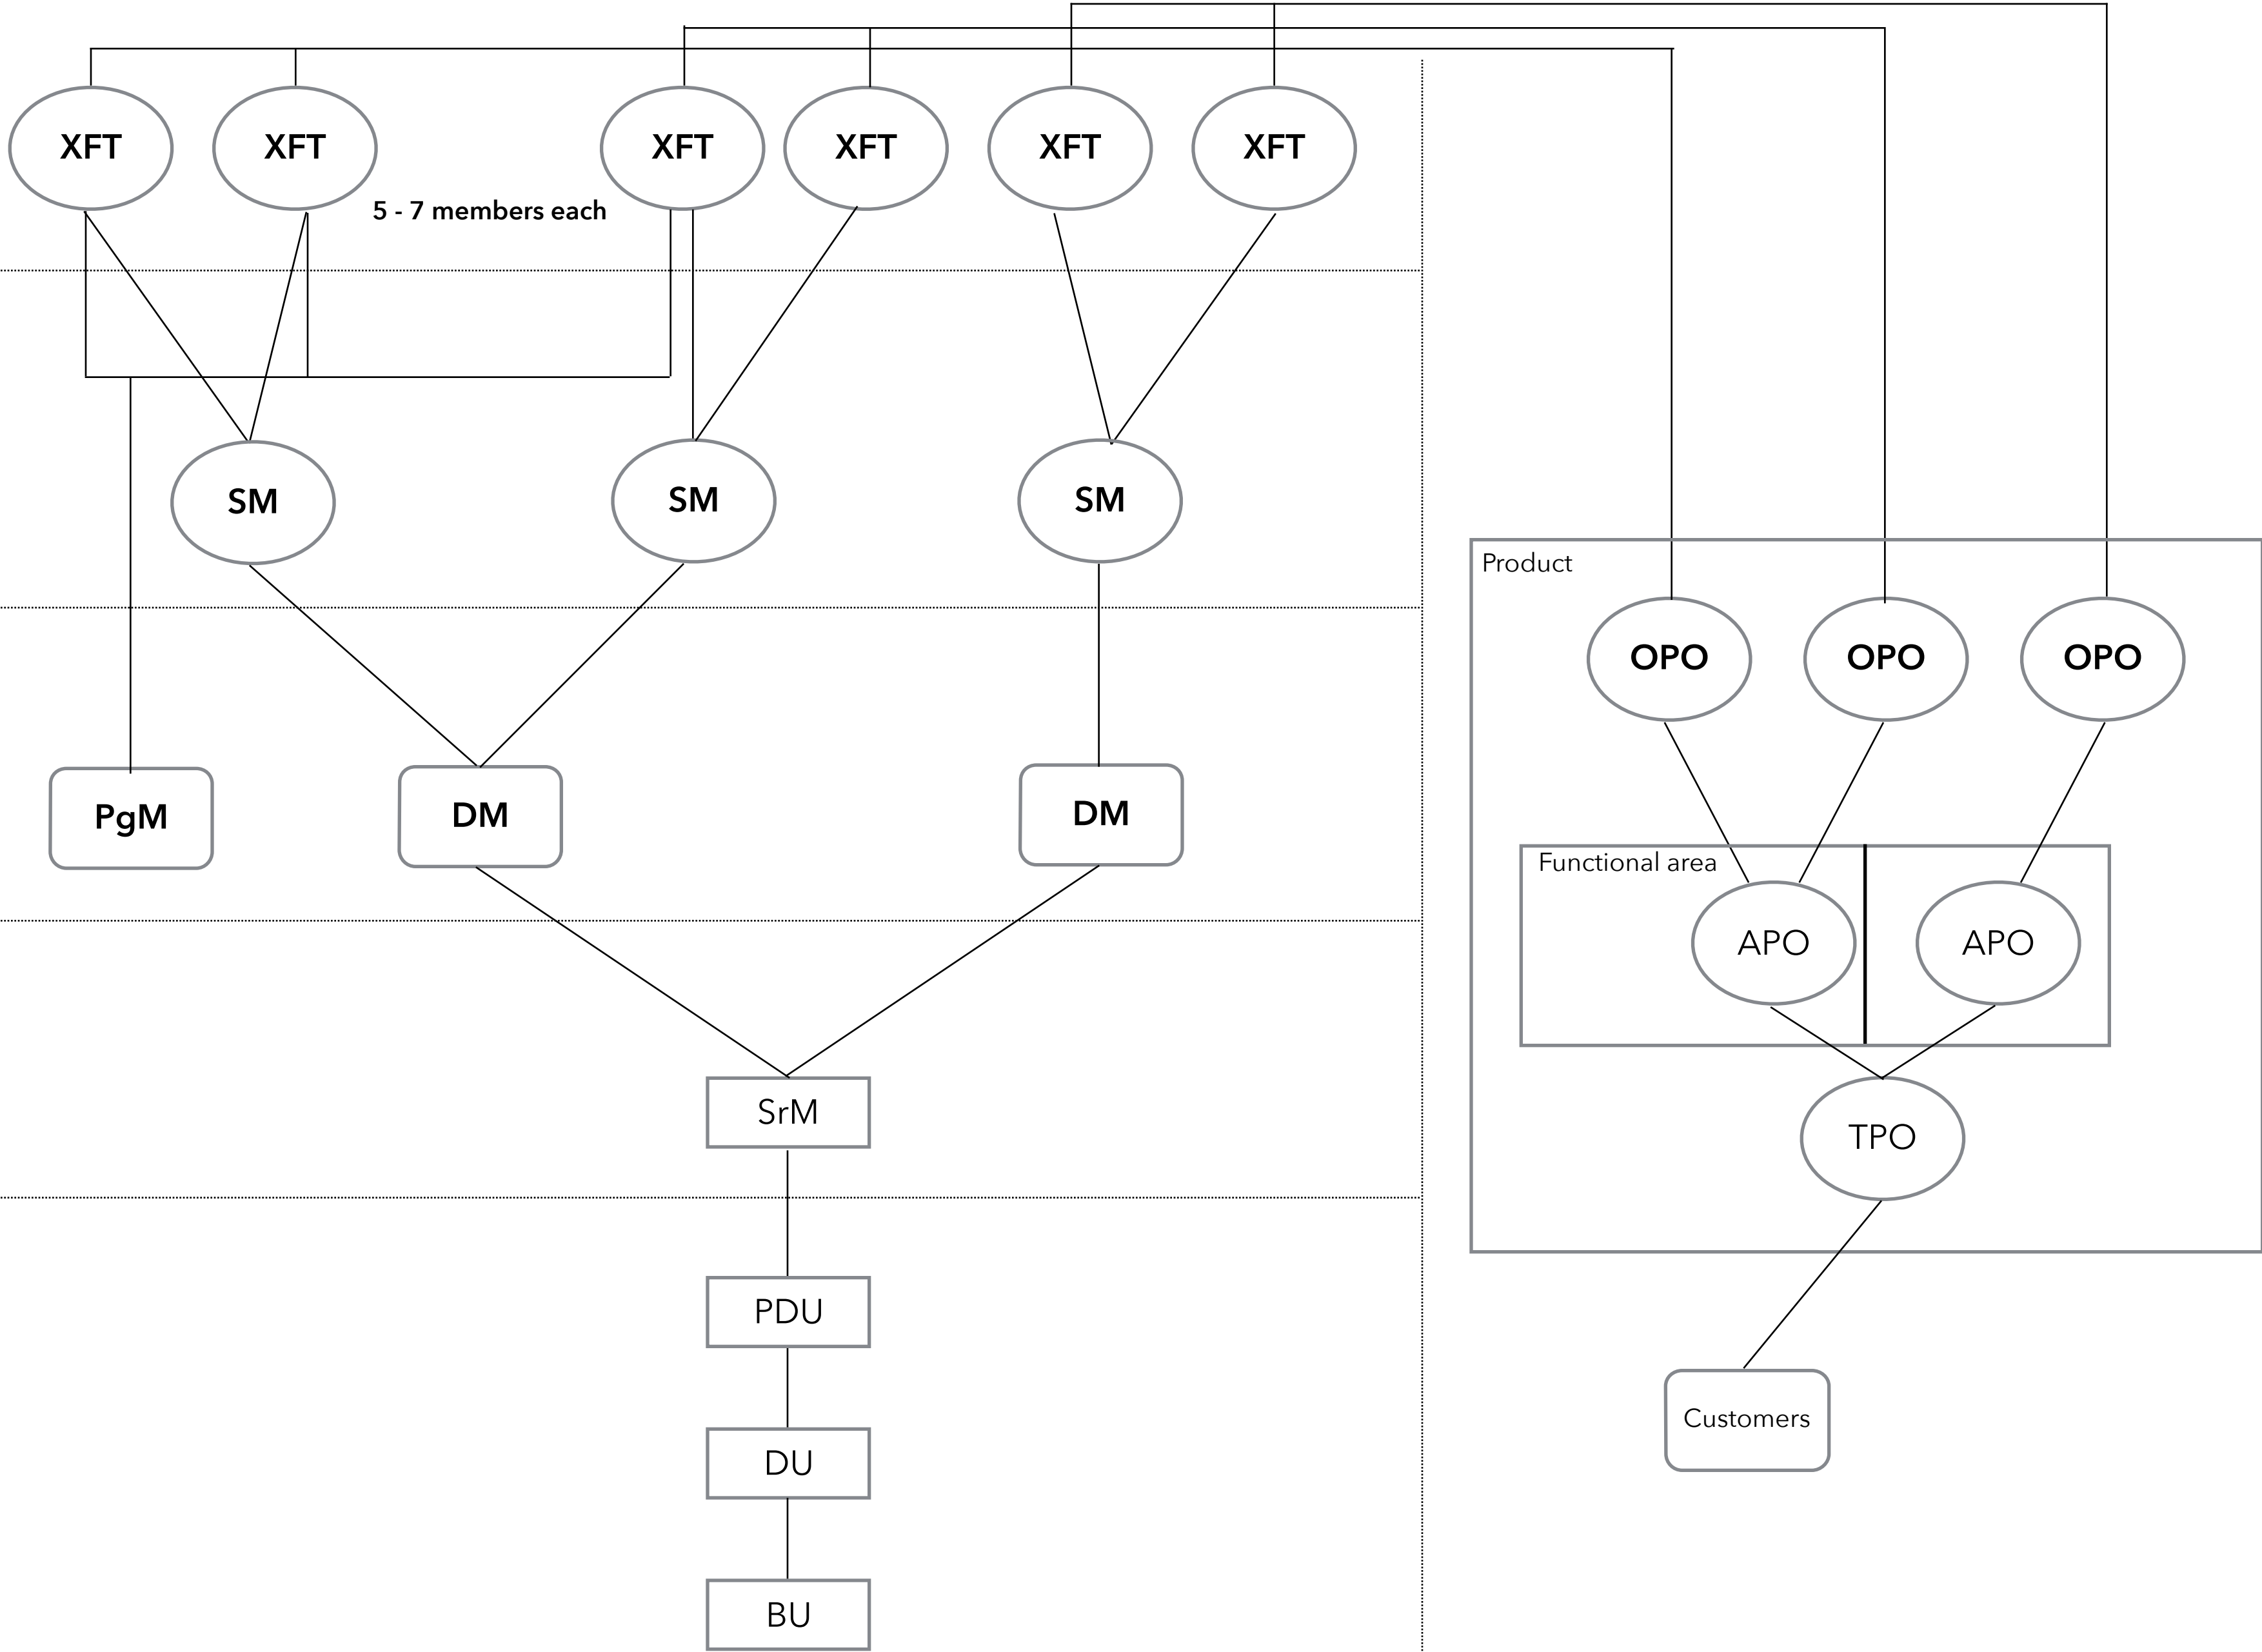 XFT
XFT
XFT
XFT
XFT
XFT
5 - 7 members each
SM
SM
SM
Product
OPO
OPO
OPO
PgM
DM
DM
Functional area
APO
APO
SrM
TPO
PDU
Customers
DU
BU